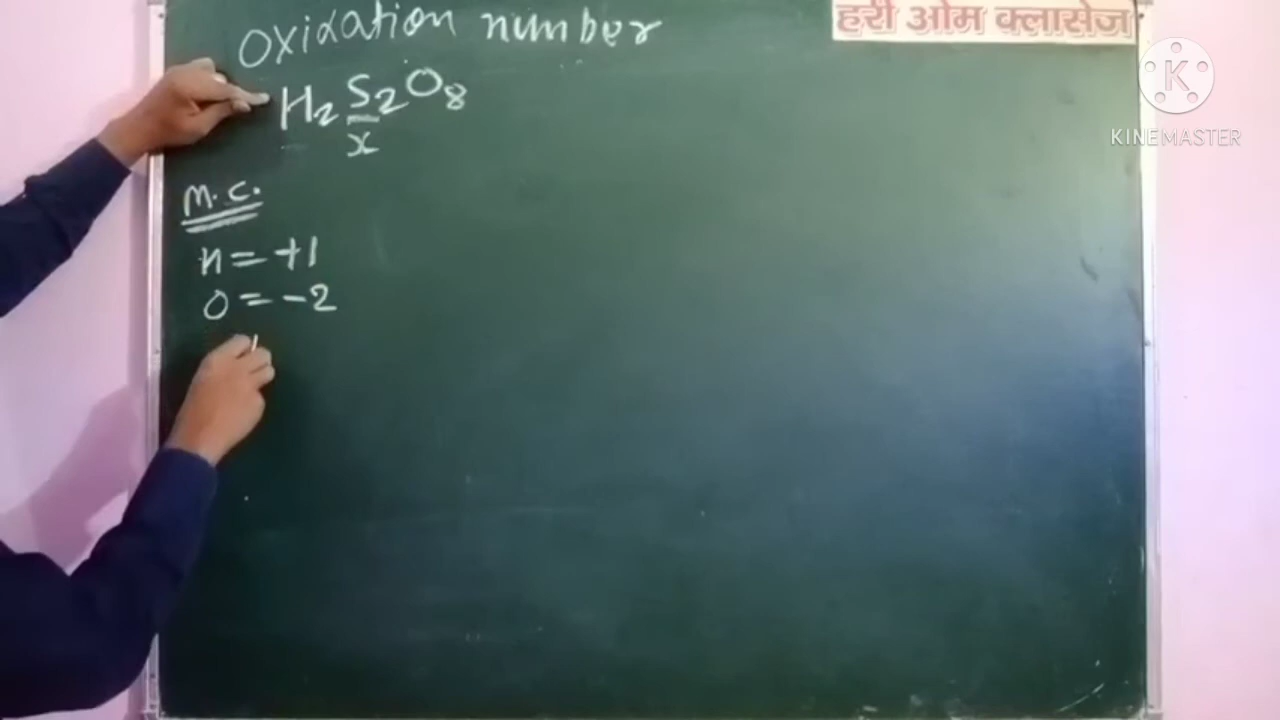 oxidation number
हरी ओम क्लासेज
H₂S₂O₈
x
KINEMASTER
M.C.
H = +1
O = -2